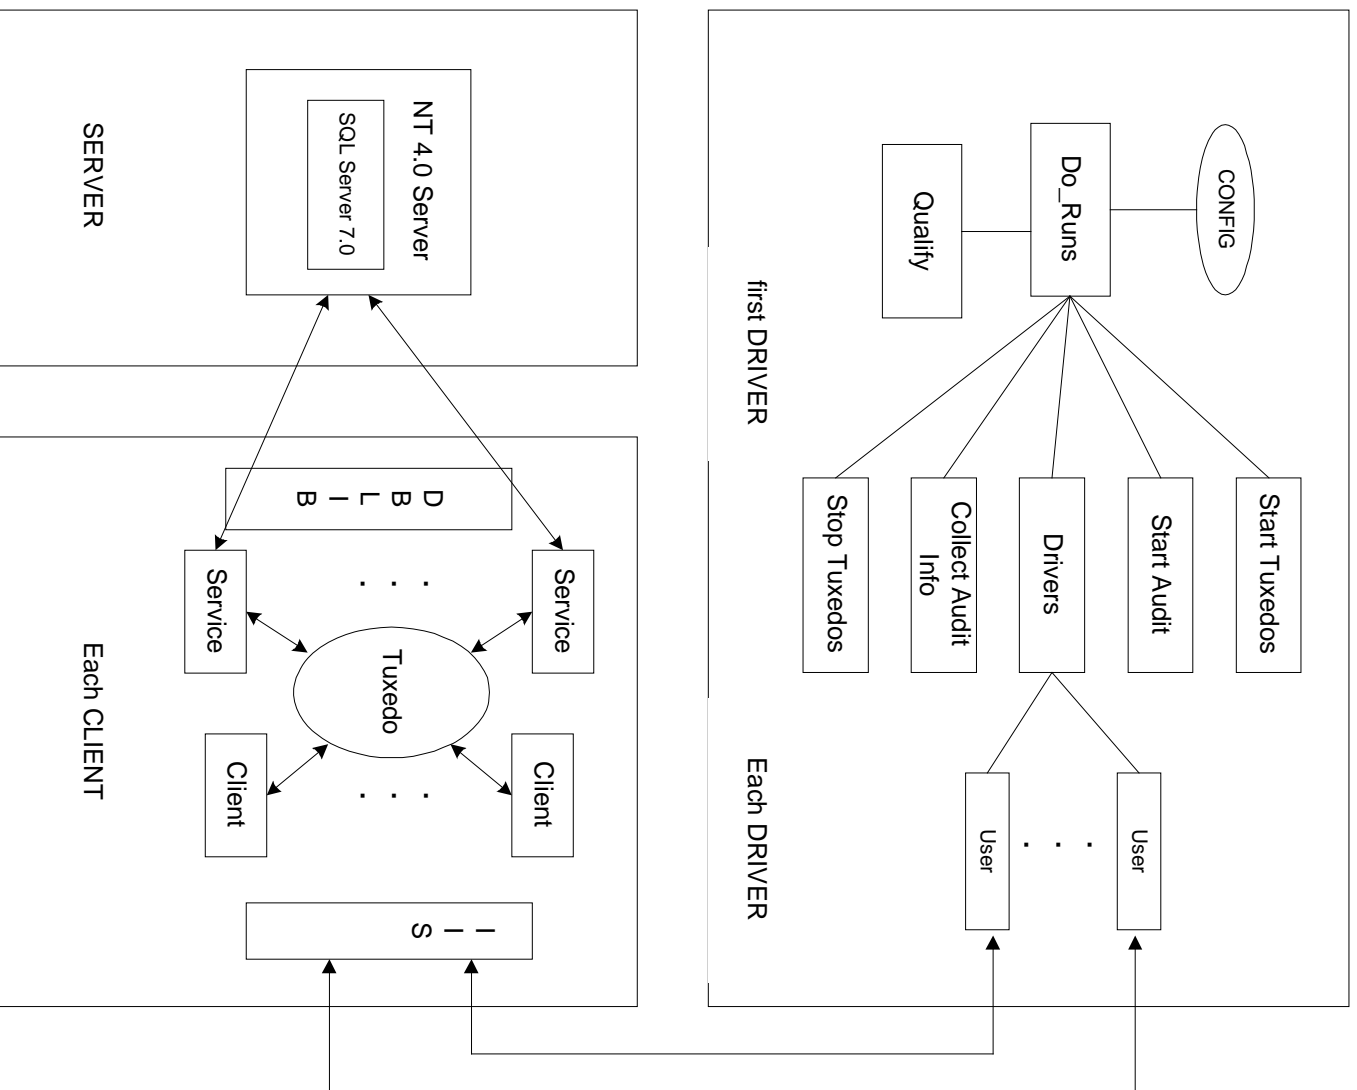 CONFIG
Do_Runs
Qualify
Start Tuxedos
Start Audit
Drivers
Collect Audit
Info
Stop Tuxedos
User
. . .
User
first DRIVER
Each DRIVER
NT 4.0 Server
SQL Server 7.0
SERVER
D
B
L
I
B
Service
. . .
Service
Tuxedo
Client
. . .
Client
I
I
S
Each CLIENT